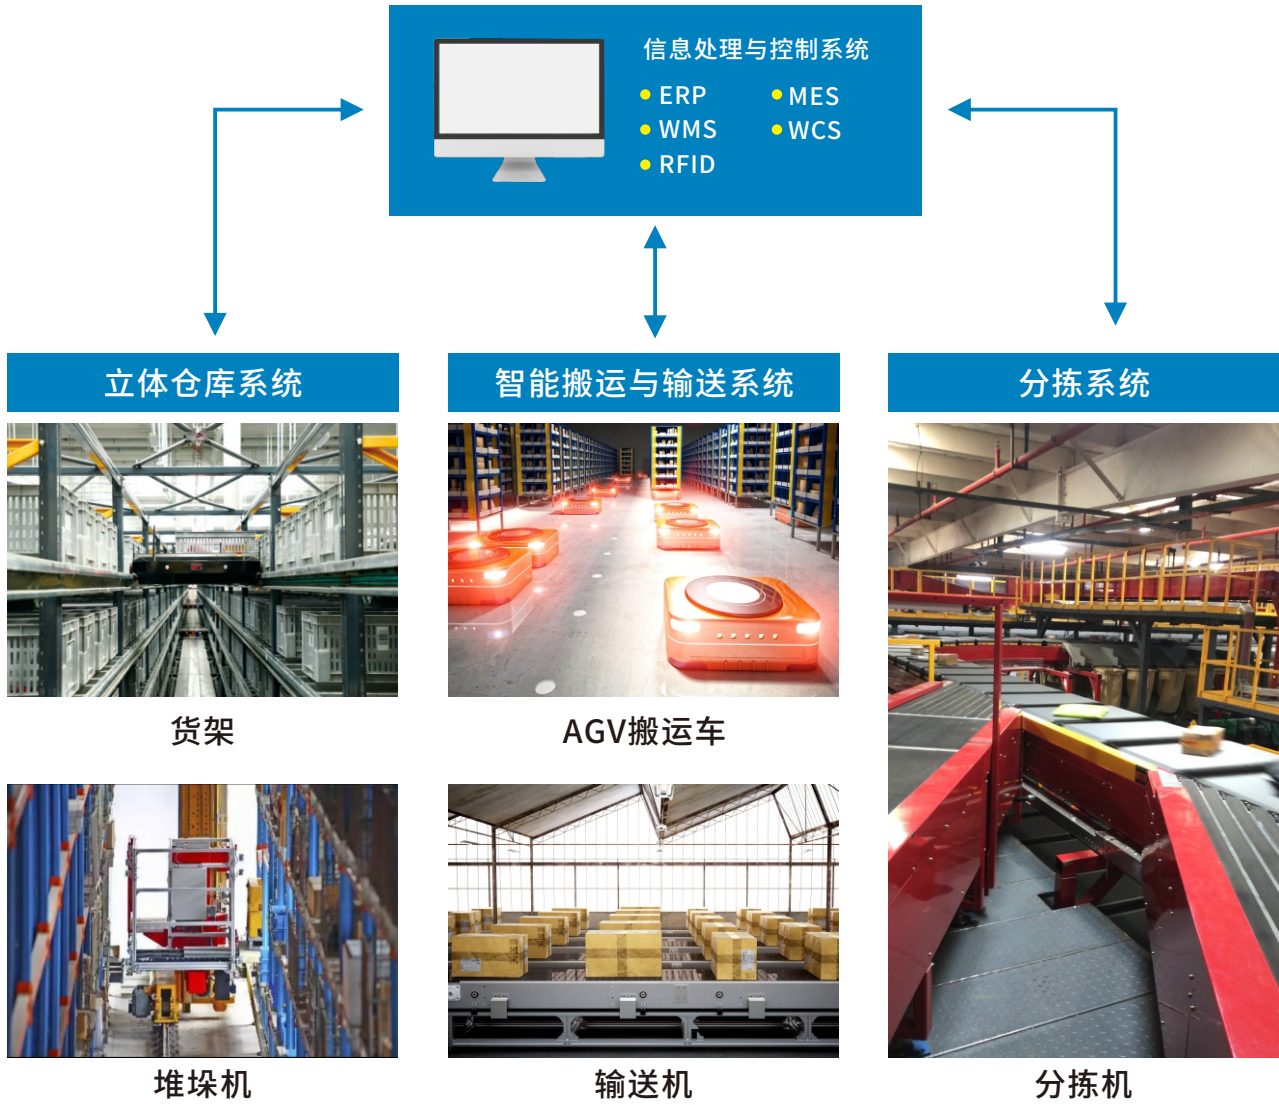 信息处理与控制系统
ERP
MES
WMS
WCS
RFID
立体仓库系统
智能搬运与输送系统
分拣系统
货架
AGV搬运车
堆垛机
输送机
分拣机